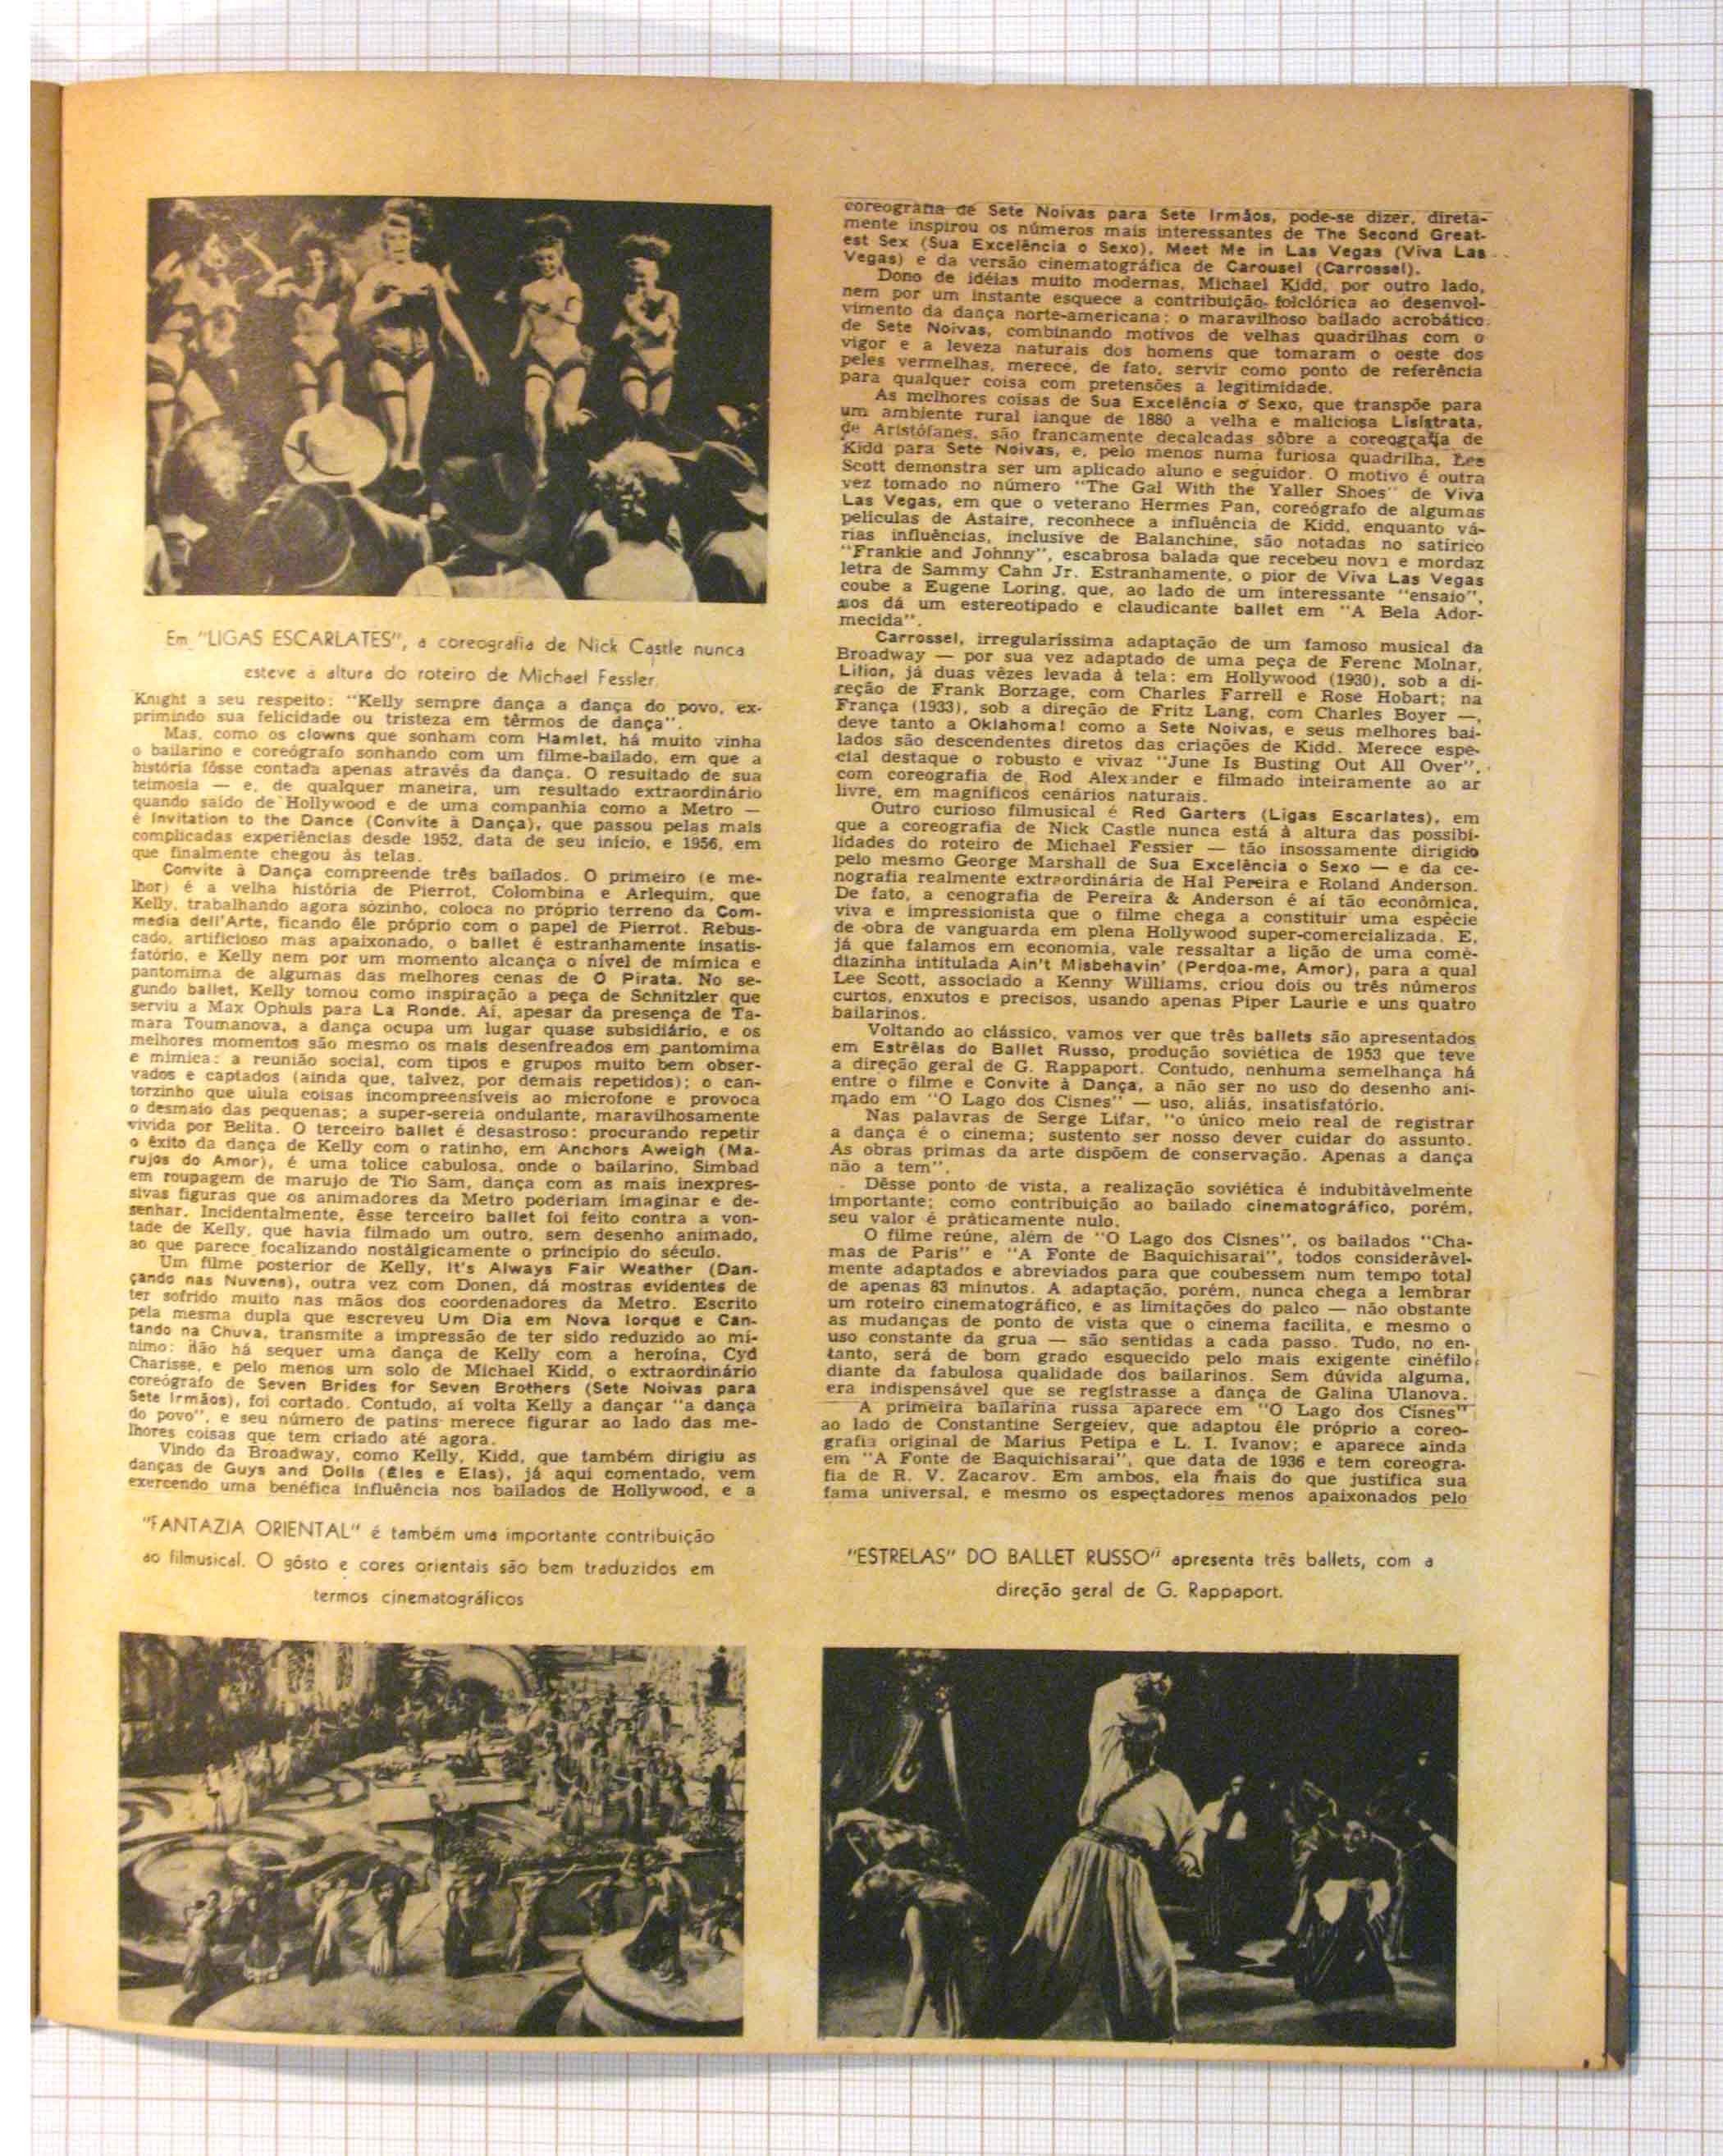 Em "LIGAS ESCARLATES", a coreografia de Nick Castle nunca
esteve à altura do roteiro de Michael Fessler.
Knight a seu respeito: "Kelly sempre dança a dança do povo, ex-
primindo sua felicidade ou tristeza em têrmos de dança".
Mas, como os clowns que sonham com Hamlet, há muito vinha
o bailarino e coreógrafo sonhando com um filme-bailado, em que a
história fôsse contada apenas através da dança. O resultado de sua
teimosia — e, de qualquer maneira, um resultado extraordinário
quando saído de Hollywood e de uma companhia como a Metro —
é Invitation to the Dance (Convite à Dança), que passou pelas mais
complicadas experiências desde 1952, data de seu início, e 1956, em
que finalmente chegou às telas.
Convite à Dança compreende três bailados. O primeiro (e me-
lhor) é a velha história de Pierrot, Colombina e Arlequim, que
Kelly, trabalhando agora sòzinho, coloca no próprio terreno da Com-
media dell'Arte, ficando êle próprio com o papel de Pierrot. Rebus-
cado, artificioso mas apaixonado, o ballet é estranhamente insatis-
fatório, e Kelly nem por um momento alcança o nível de mímica e
pantomima de algumas das melhores cenas de O Pirata. No se-
gundo ballet, Kelly tomou como inspiração a peça de Schnitzler que
serviu a Max Ophuls para La Ronde. Aí, apesar da presença de Ta-
mara Toumanova, a dança ocupa um lugar quase subsidiário, e os
melhores momentos são mesmo os mais desenfreados em pantomima
e mímica: a reunião social, com tipos e grupos muito bem obser-
vados e captados (ainda que, talvez, por demais repetidos); o can-
torzinho que ulula coisas incompreensíveis ao microfone e provoca
o desmaio das pequenas; a super-sereia ondulante, maravilhosamente
vivida por Belita. O terceiro ballet é desastroso: procurando repetir
o êxito da dança de Kelly com o ratinho, em Anchors Aweigh (Ma-
rujos do Amor), é uma tolice cabulosa, onde o bailarino, Simbad
em roupagem de marujo de Tio Sam, dança com as mais inexpres-
sivas figuras que os animadores da Metro poderiam imaginar e de-
senhar. Incidentalmente, êsse terceiro ballet foi feito contra a von-
tade de Kelly, que havia filmado um outro, sem desenho animado,
ao que parece focalizando nostàlgicamente o princípio do século.
Um filme posterior de Kelly, It's Always Fair Weather (Dan-
çando nas Nuvens), outra vez com Donen, dá mostras evidentes de
ter sofrido muito nas mãos dos coordenadores da Metro. Escrito
pela mesma dupla que escreveu Um Dia em Nova Iorque e Can-
tando na Chuva, transmite a impressão de ter sido reduzido ao mí-
nimo: não há sequer uma dança de Kelly com a heroína, Cyd
Charisse, e pelo menos um solo de Michael Kidd, o extraordinário
coreógrafo de Seven Brides for Seven Brothers (Sete Noivas para
Sete Irmãos), foi cortado. Contudo, aí volta Kelly a dançar "a dança
do povo", e seu número de patins merece figurar ao lado das me-
lhores coisas que tem criado até agora.
Vindo da Broadway, como Kelly, Kidd, que também dirigiu as
danças de Guys and Dolls (Êles e Elas), já aqui comentado, vem
exercendo uma benéfica influência nos bailados de Hollywood, e a
"FANTAZIA ORIENTAL" é também uma importante contribuição
ao filmusical. O gôsto e cores orientais são bem traduzidos em
termos cinematográficos
coreografia de Sete Noivas para Sete Irmãos, pode-se dizer, direta-
mente inspirou os números mais interessantes de The Second Great-
est Sex (Sua Excelência o Sexo), Meet Me in Las Vegas (Viva Las
Vegas) e da versão cinematográfica de Carousel (Carrossel).
Dono de idéias muito modernas, Michael Kidd, por outro lado,
nem por um instante esquece a contribuição folclórica ao desenvol-
vimento da dança norte-americana: o maravilhoso bailado acrobático
de Sete Noivas, combinando motivos de velhas quadrilhas com o
vigor e a leveza naturais dos homens que tomaram o oeste dos
peles vermelhas, merece, de fato, servir como ponto de referência
para qualquer coisa com pretensões a legitimidade.
As melhores coisas de Sua Excelência o Sexo, que transpõe para
um ambiente rural ianque de 1880 a velha e maliciosa Lisístrata,
de Aristófanes, são francamente decalcadas sôbre a coreografia de
Kidd para Sete Noivas, e, pelo menos numa furiosa quadrilha, Lee
Scott demonstra ser um aplicado aluno e seguidor. O motivo é outra
vez tomado no número "The Gal With the Yaller Shoes" de Viva
Las Vegas, em que o veterano Hermes Pan, coreógrafo de algumas
películas de Astaire, reconhece a influência de Kidd, enquanto vá-
rias influências, inclusive de Balanchine, são notadas no satírico
"Frankie and Johnny", escabrosa balada que recebeu nova e mordaz
letra de Sammy Cahn Jr. Estranhamente, o pior de Viva Las Vegas
coube a Eugene Loring, que, ao lado de um interessante "ensaio",
nos dá um estereotipado e claudicante ballet em "A Bela Ador-
mecida".
Carrossel, irregularíssima adaptação de um famoso musical da
Broadway — por sua vez adaptado de uma peça de Ferenc Molnar,
Lilion, já duas vêzes levada à tela: em Hollywood (1930), sob a di-
reção de Frank Borzage, com Charles Farrell e Rose Hobart; na
França (1933), sob a direção de Fritz Lang, com Charles Boyer —,
deve tanto a Oklahoma! como a Sete Noivas, e seus melhores bai-
lados são descendentes diretos das criações de Kidd. Merece espe-
cial destaque o robusto e vivaz "June Is Busting Out All Over",
com coreografia de Rod Alexander e filmado inteiramente ao ar
livre, em magníficos cenários naturais.
Outro curioso filmusical é Red Garters (Ligas Escarlates), em
que a coreografia de Nick Castle nunca está à altura das possibi-
lidades do roteiro de Michael Fessier — tão insossamente dirigido
pelo mesmo George Marshall de Sua Excelência o Sexo — e da ce-
nografia realmente extraordinária de Hal Pereira e Roland Anderson.
De fato, a cenografia de Pereira & Anderson é aí tão econômica,
viva e impressionista que o filme chega a constituir uma espécie
de obra de vanguarda em plena Hollywood super-comercializada. E,
já que falamos em economia, vale ressaltar a lição de uma comé-
diazinha intitulada Ain't Misbehavin' (Perdoa-me, Amor), para a qual
Lee Scott, associado a Kenny Williams, criou dois ou três números
curtos, enxutos e precisos, usando apenas Piper Laurie e uns quatro
bailarinos.
Voltando ao clássico, vamos ver que três ballets são apresentados
em Estrêlas do Ballet Russo, produção soviética de 1953 que teve
a direção geral de G. Rappaport. Contudo, nenhuma semelhança há
entre o filme e Convite à Dança, a não ser no uso do desenho ani-
mado em "O Lago dos Cisnes" — uso, aliás, insatisfatório.
Nas palavras de Serge Lifar, "o único meio real de registrar
a dança é o cinema; sustento ser nosso dever cuidar do assunto.
As obras primas da arte dispõem de conservação. Apenas a dança
não a tem".
Dêsse ponto de vista, a realização soviética é indubitàvelmente
importante; como contribuição ao bailado cinematográfico, porém,
seu valor é pràticamente nulo.
O filme reúne, além de "O Lago dos Cisnes", os bailados "Cha-
mas de Paris" e "A Fonte de Baquichisarai", todos consideràvel-
mente adaptados e abreviados para que coubessem num tempo total
de apenas 83 minutos. A adaptação, porém, nunca chega a lembrar
um roteiro cinematográfico, e as limitações do palco — não obstante
as mudanças de ponto de vista que o cinema facilita, e mesmo o
uso constante da grua — são sentidas a cada passo. Tudo, no en-
tanto, será de bom grado esquecido pelo mais exigente cinéfilo
diante da fabulosa qualidade dos bailarinos. Sem dúvida alguma,
era indispensável que se registrasse a dança de Galina Ulanova.
A primeira bailarina russa aparece em "O Lago dos Cisnes"
ao lado de Constantine Sergeiev, que adaptou êle próprio a coreo-
grafia original de Marius Petipa e L. I. Ivanov; e aparece ainda
em "A Fonte de Baquichisarai", que data de 1936 e tem coreogra-
fia de R. V. Zacarov. Em ambos, ela mais do que justifica sua
fama universal, e mesmo os espectadores menos apaixonados pelo
"ESTRELAS" DO BALLET RUSSO" apresenta três ballets, com a
direção geral de G. Rappaport.